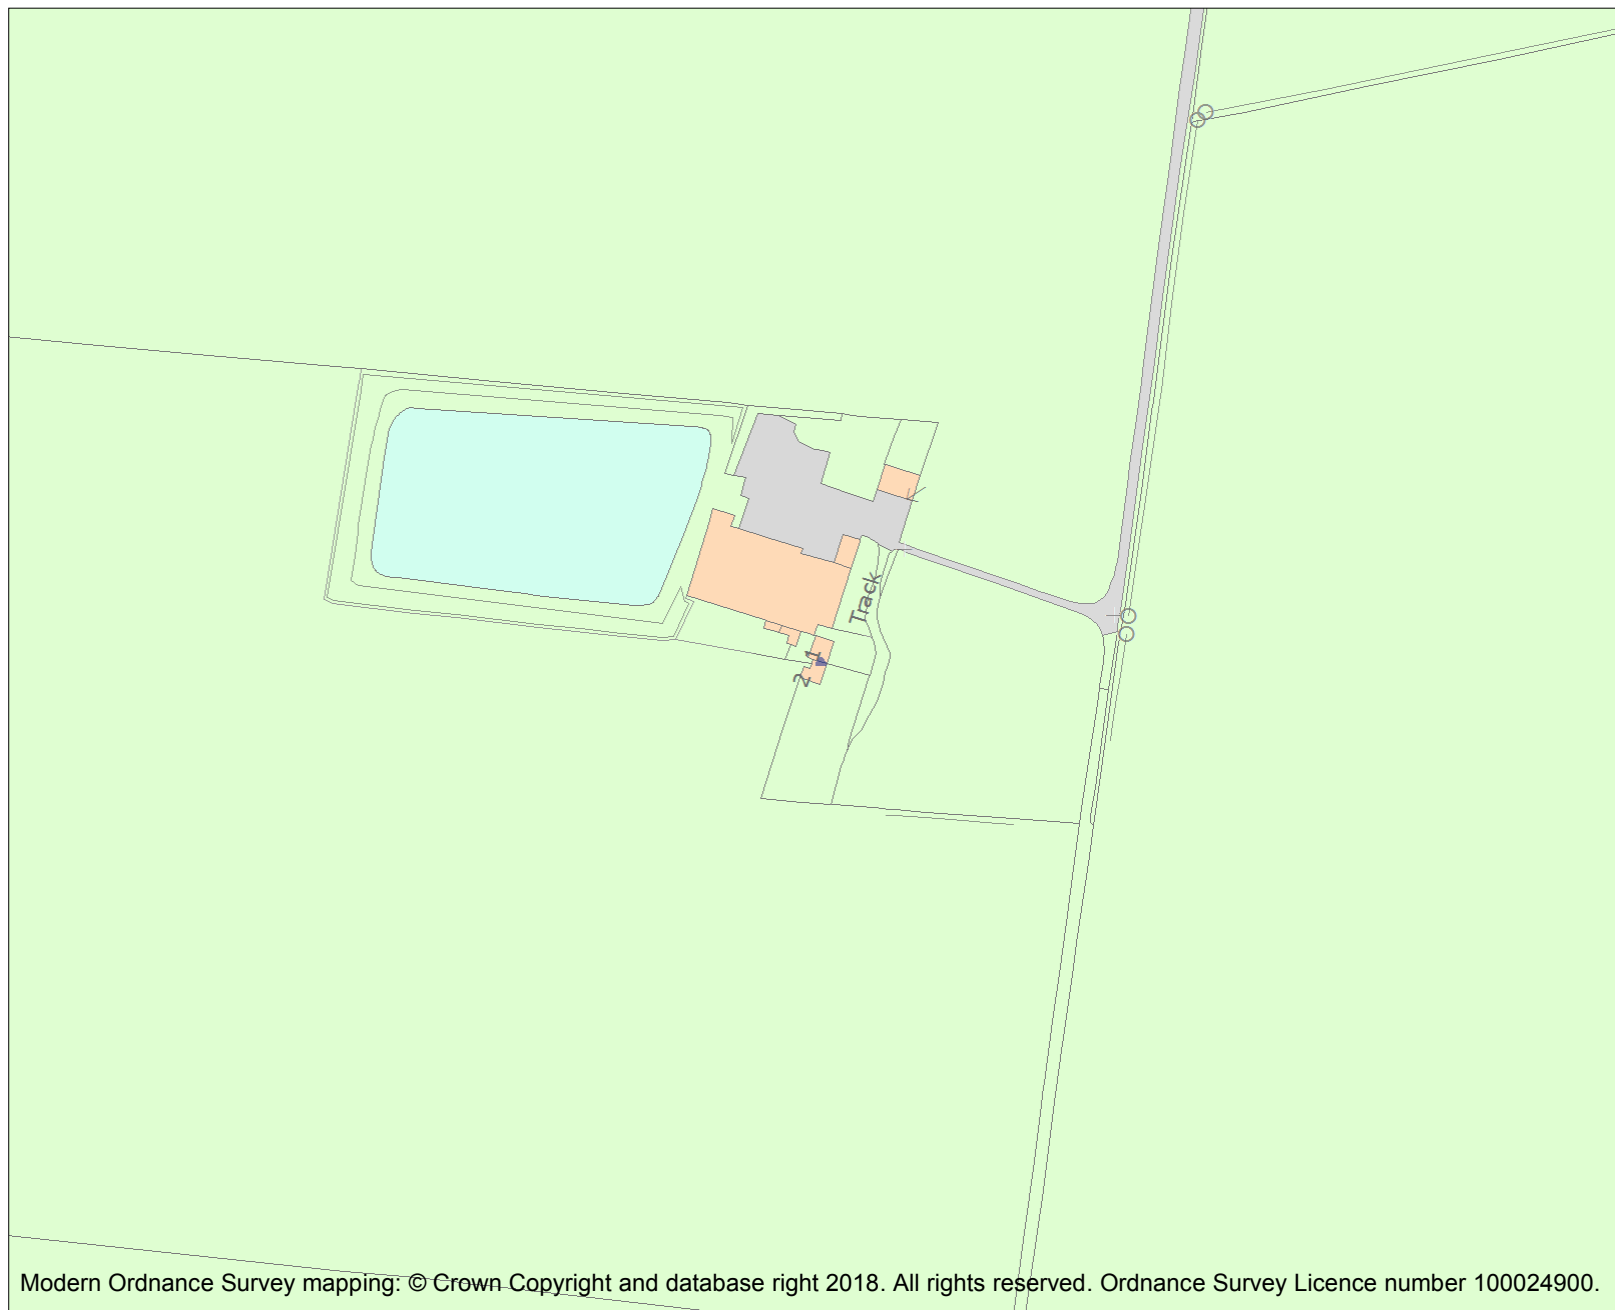 Track
1
2
Modern Ordnance Survey mapping: © Crown Copyright and database right 2018. All rights reserved. Ordnance Survey Licence number 100024900.